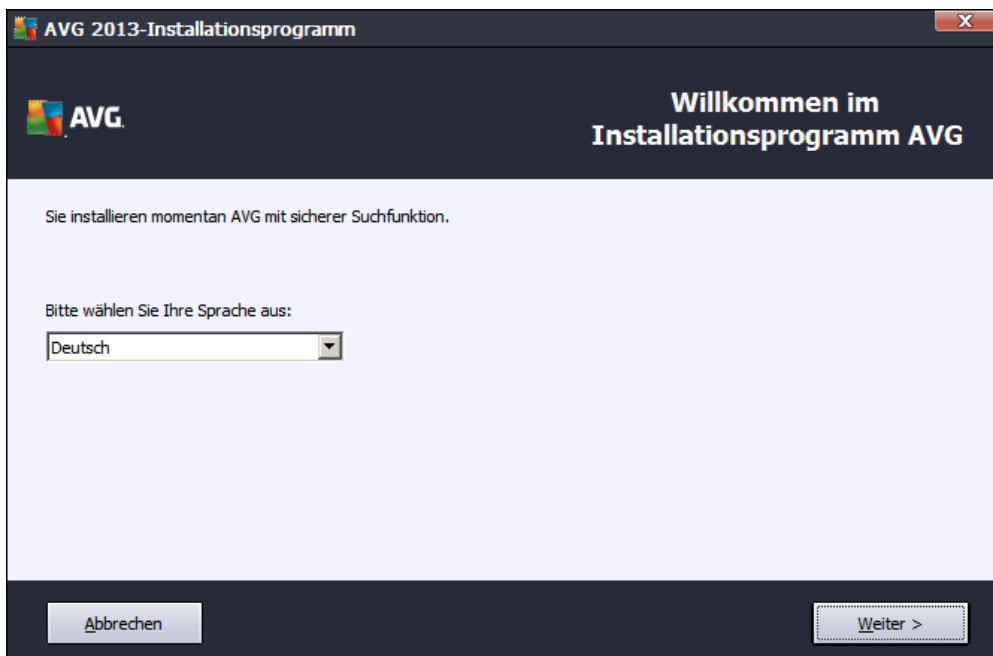 AVG 2013-Installationsprogramm
AVG.
Willkommen im
Installationsprogramm AVG
Sie installieren momentan AVG mit sicherer Suchfunktion.
Bitte wählen Sie Ihre Sprache aus:
Deutsch
Abbrechen
Weiter >